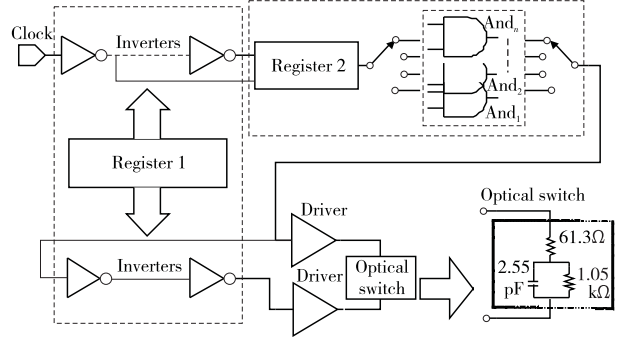 Clock
Inverters
Register 2
Andₙ
And₂
And₁
Register 1
Inverters
Driver
Driver
Optical
switch
Optical switch
61.3Ω
2.55
pF
1.05
kΩ